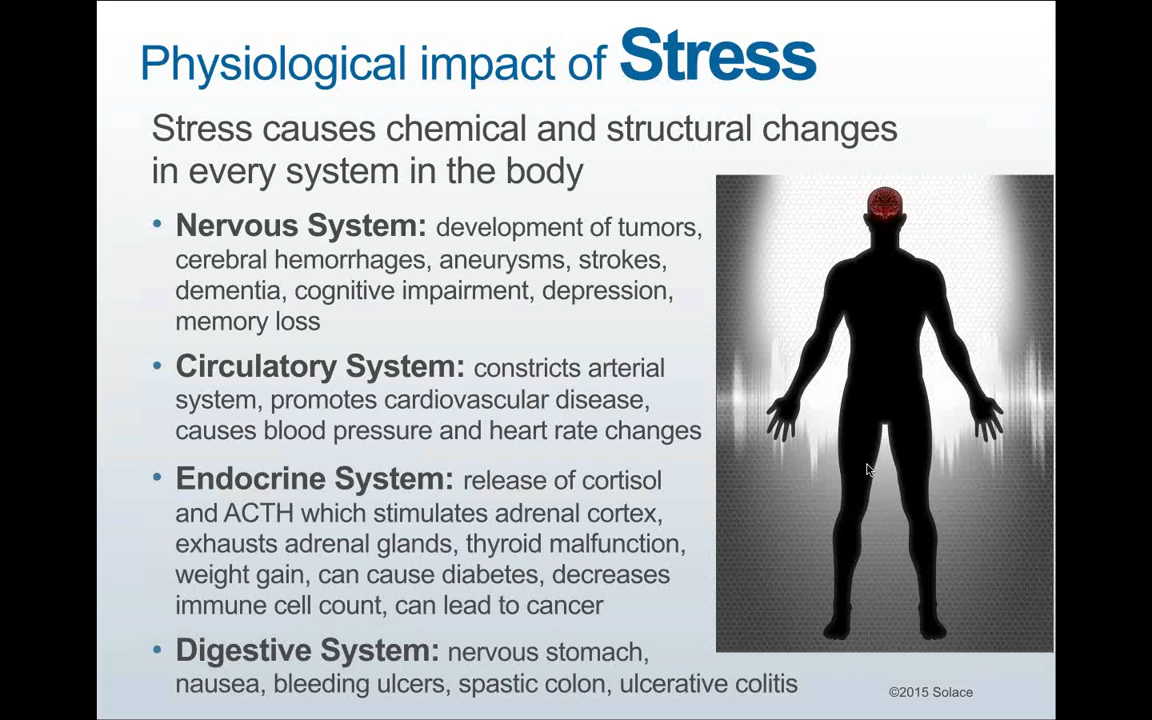 Physiological impact of Stress
Stress causes chemical and structural changes
in every system in the body
• Nervous System: development of tumors,
cerebral hemorrhages, aneurysms, strokes,
dementia, cognitive impairment, depression,
memory loss
• Circulatory System: constricts arterial
system, promotes cardiovascular disease,
causes blood pressure and heart rate changes
• Endocrine System: release of cortisol
and ACTH which stimulates adrenal cortex,
exhausts adrenal glands, thyroid malfunction,
weight gain, can cause diabetes, decreases
immune cell count, can lead to cancer
• Digestive System: nervous stomach,
nausea, bleeding ulcers, spastic colon, ulcerative colitis
©2015 Solace